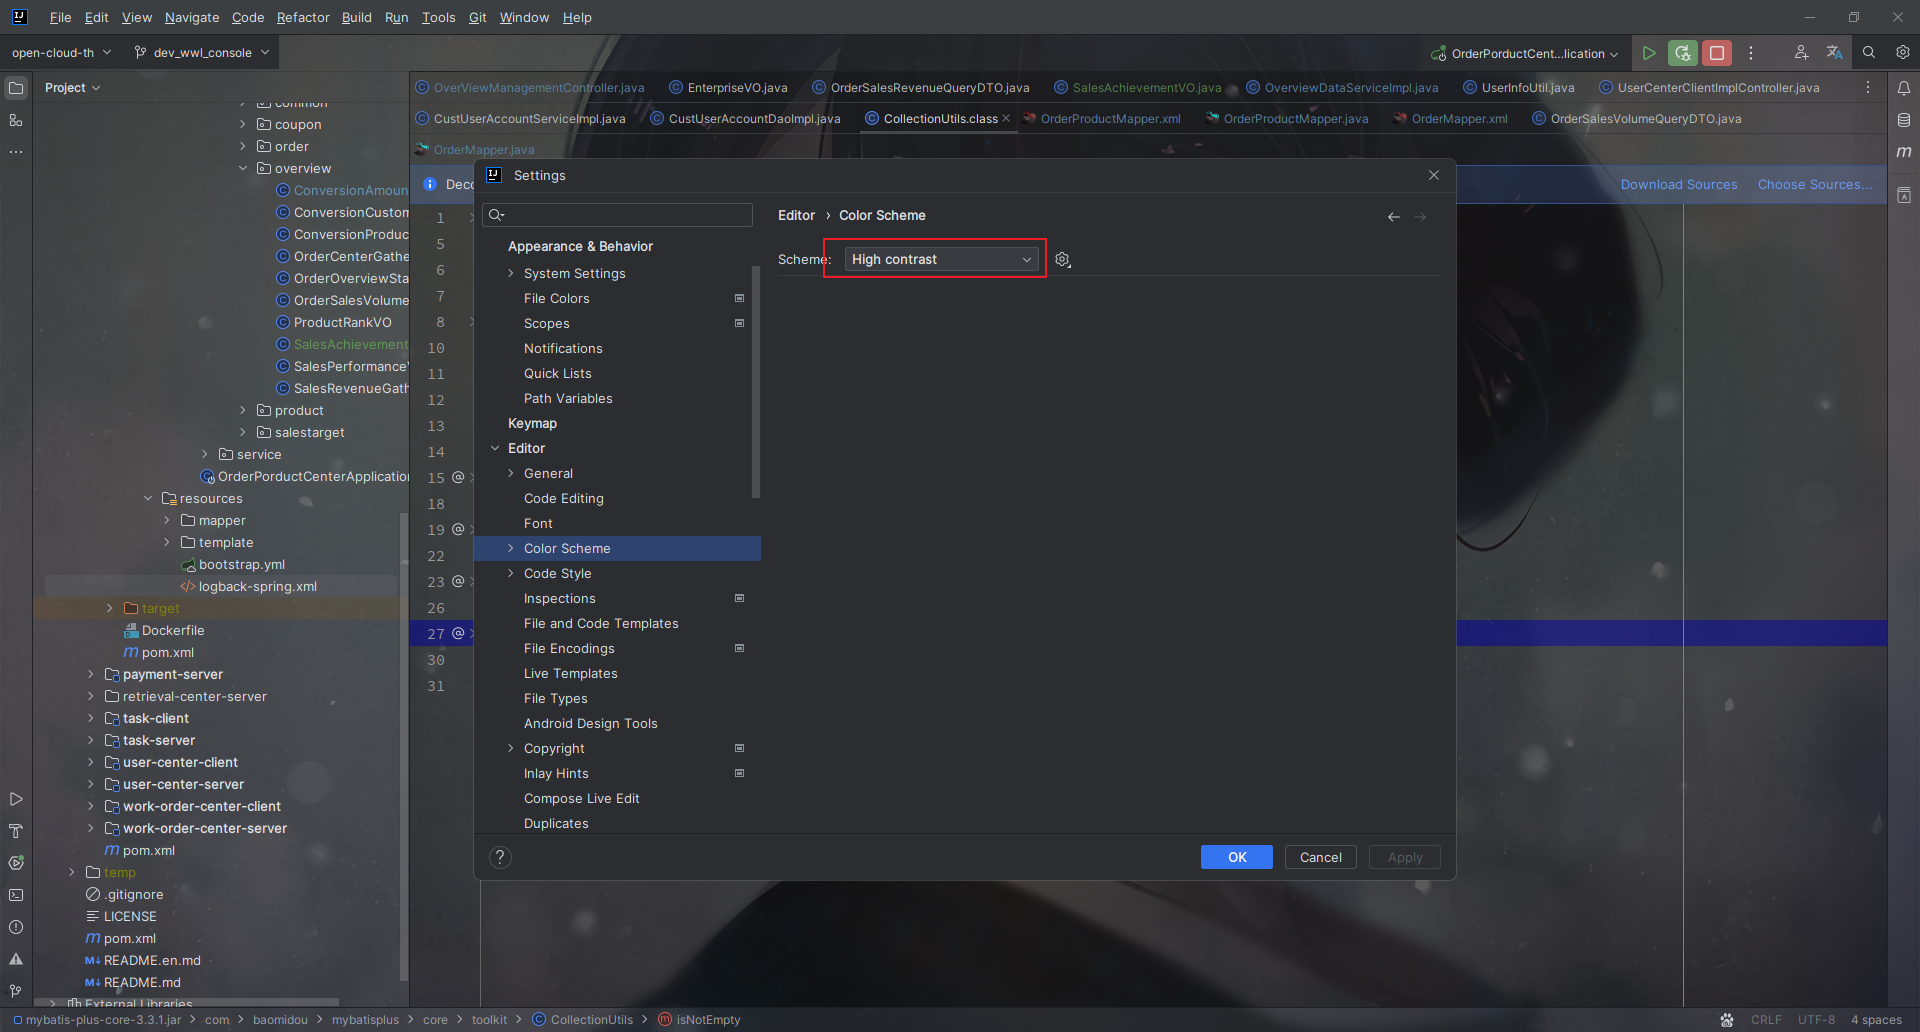 File Edit View Navigate Code Refactor Build Run Tools Git Window Help
open-cloud-th dev_wwl_console OrderPorductCent...lication
Project
OverViewManagementController.java EnterpriseVO.java OrderSalesRevenueQueryDTO.java SalesAchievementVO.java OverviewDataServiceImpl.java UserInfoUtil.java UserCenterClientImplController.java
CustUserAccountServiceImpl.java CustUserAccountDaoImpl.java CollectionUtils.class OrderProductMapper.xml OrderProductMapper.java OrderMapper.xml OrderSalesVolumeQueryDTO.java
OrderMapper.java
Deco
Download Sources Choose Sources...
common
coupon
order
overview
ConversionAmoun
ConversionCustom
ConversionProduc
OrderCenterGathe
OrderOverviewSta
OrderSalesVolume
ProductRankVO
SalesAchievement
SalesPerformance
SalesRevenueGath
product
salestarget
service
OrderPorductCenterApplication
resources
mapper
template
bootstrap.yml
logback-spring.xml
target
Dockerfile
pom.xml
payment-server
retrieval-center-server
task-client
task-server
user-center-client
user-center-server
work-order-center-client
work-order-center-server
pom.xml
temp
.gitignore
LICENSE
pom.xml
README.en.md
README.md
External Libraries
1
5
6
7
8
10
11
12
13
14
15 @
18
19 @
22
23 @
26
27 @
30
31
Settings
Appearance & Behavior
System Settings
File Colors
Scopes
Notifications
Quick Lists
Path Variables
Keymap
Editor
General
Code Editing
Font
Color Scheme
Code Style
Inspections
File and Code Templates
File Encodings
Live Templates
File Types
Android Design Tools
Copyright
Inlay Hints
Compose Live Edit
Duplicates
Editor › Color Scheme
Scheme: High contrast
? OK Cancel Apply
mybatis-plus-core-3.3.1.jar com baomidou mybatisplus core toolkit CollectionUtils isNotEmpty
CRLF UTF-8 4 spaces